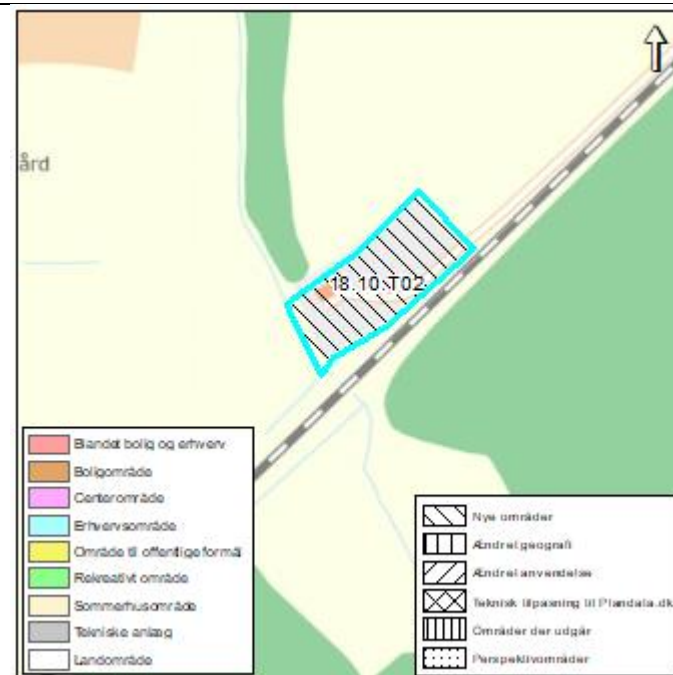 ård
18.10.T02
Blandet bolig og erhverv
Boligområde
Centerområde
Erhvervsområde
Område til offentlige formål
Rekreativt område
Sommerhusområde
Tekniske anlæg
Landområde
Nye områder
Ændret geografi
Ændret anvendelse
Teknisk tilpasning til Plandata.dk
Områder der udgår
Perspektivområder